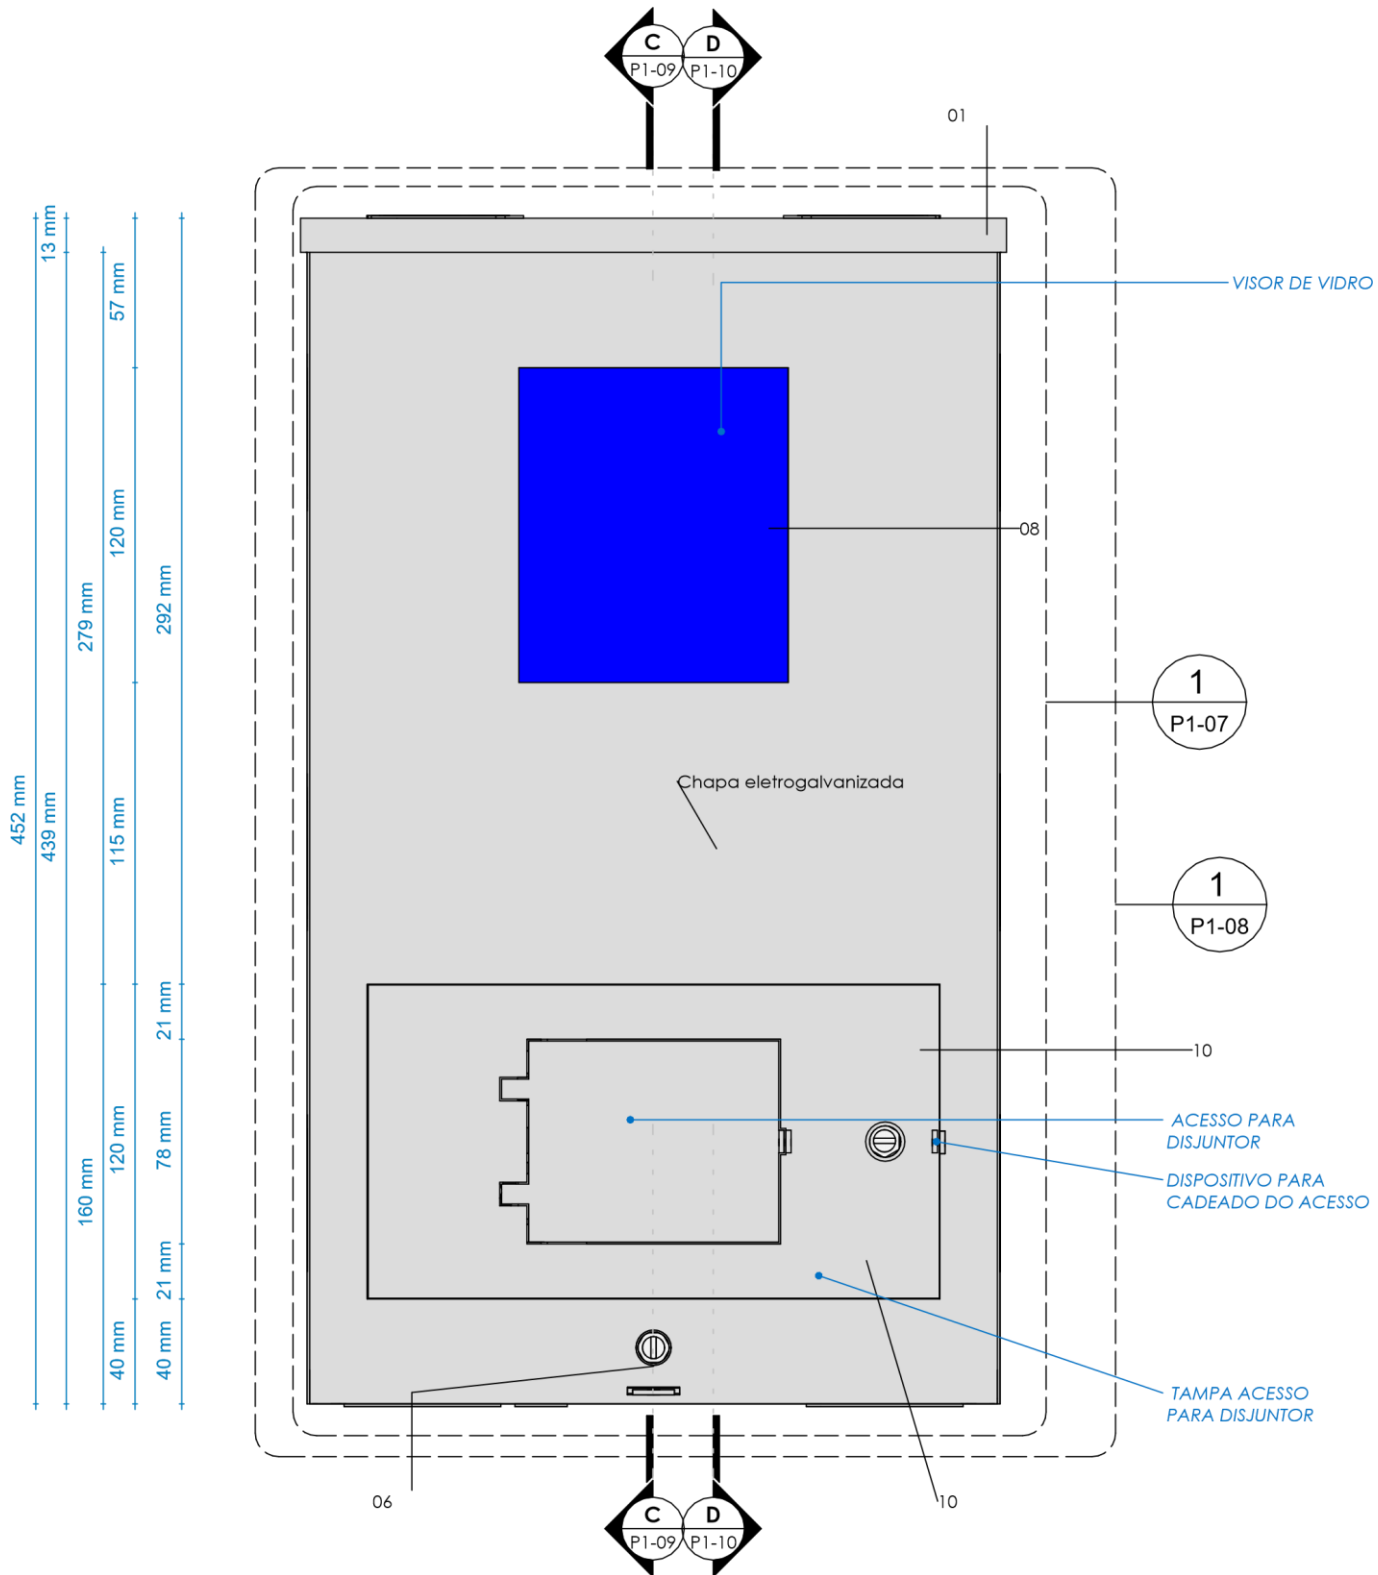 C
P1-09
D
P1-10
01
13 mm
57 mm
VISOR DE VIDRO
120 mm
08
279 mm
292 mm
1
P1-07
Chapa eletrogalvanizada
452 mm
439 mm
115 mm
1
P1-08
21 mm
10
ACESSO PARA
DISJUNTOR
120 mm
78 mm
160 mm
DISPOSITIVO PARA
CADEADO DO ACESSO
21 mm
40 mm
40 mm
TAMPA ACESSO
PARA DISJUNTOR
06
10
C
P1-09
D
P1-10